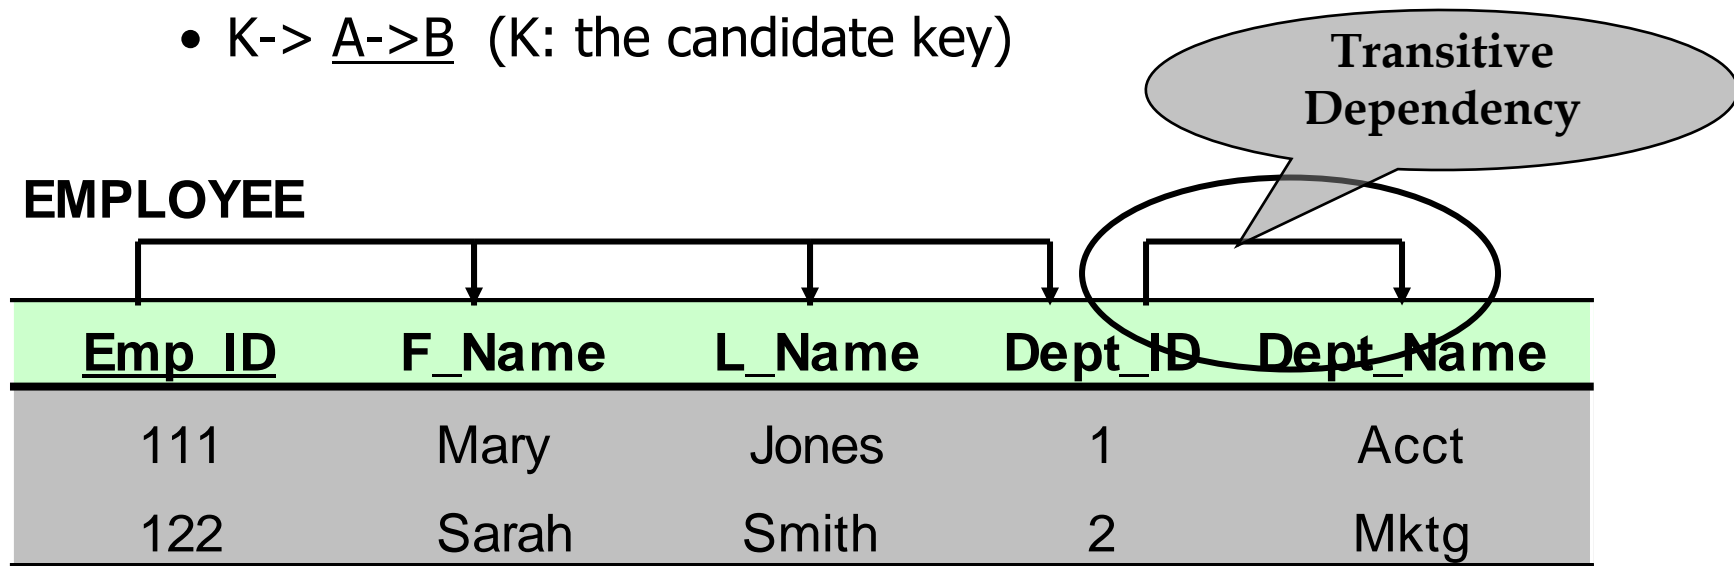 • K-> A->B (K: the candidate key)
Transitive
Dependency
EMPLOYEE
Emp_ID F_Name L_Name Dept_ID Dept_Name
111 Mary Jones 1 Acct
122 Sarah Smith 2 Mktg